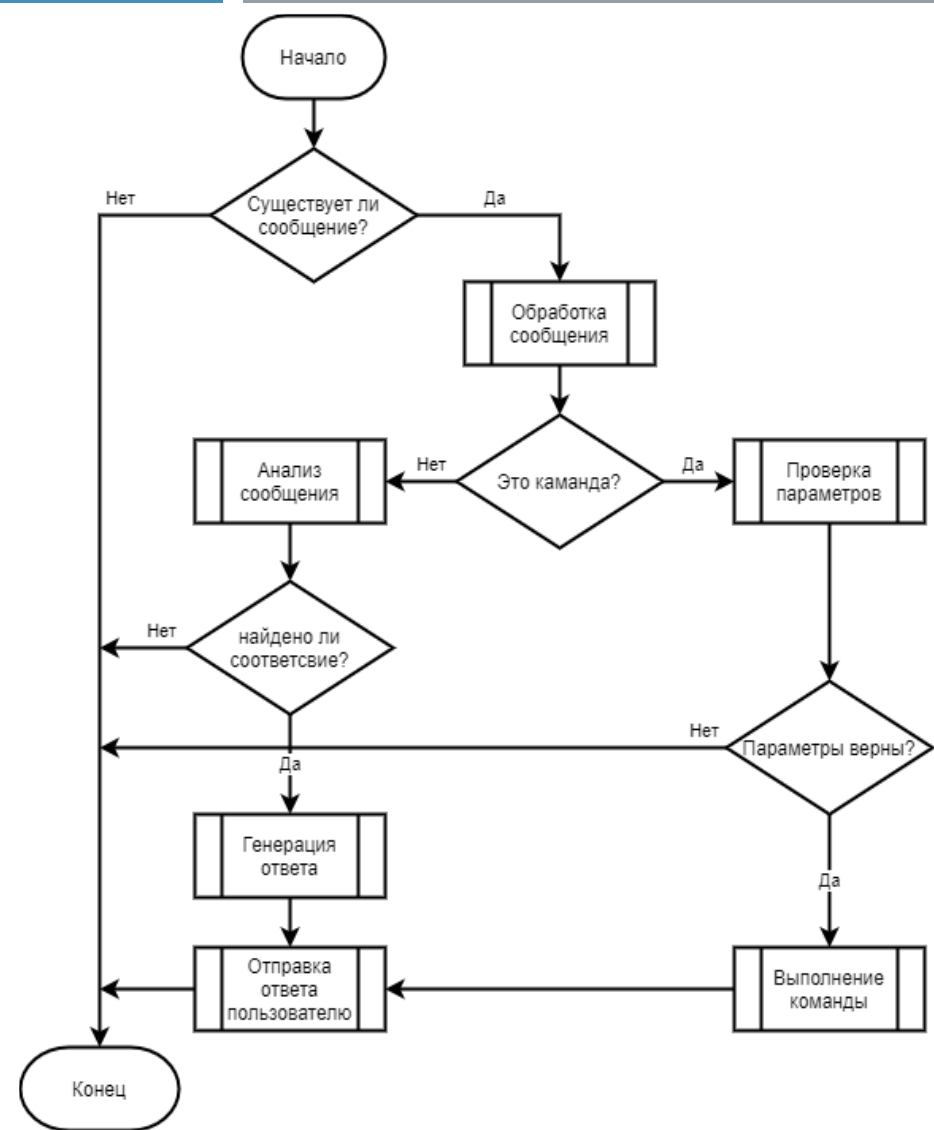 Начало
Нет
Существует ли
сообщение?
Да
Обработка
сообщения
Анализ
сообщения
Нет
Это каманда?
Да
Проверка
параметров
Нет
найдено ли
соответсвие?
Нет
Параметры верны?
Да
Генерация
ответа
Да
Отправка
ответа
пользователю
Выполнение
команды
Конец